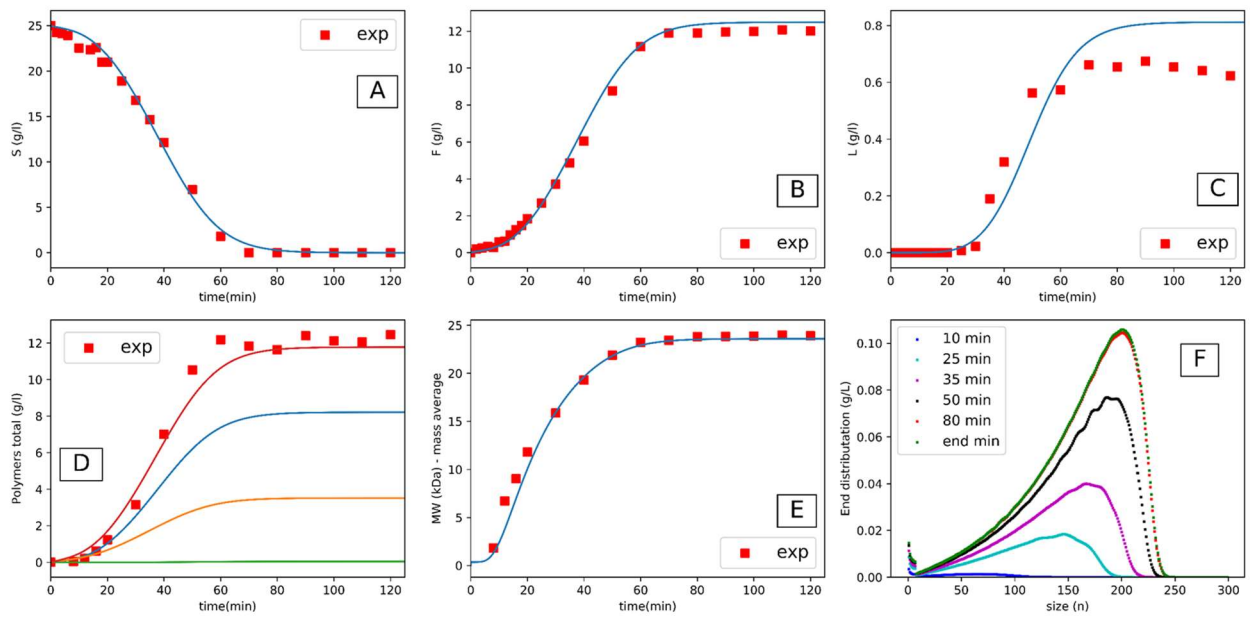 25
20
15
10
5
0
S (g/l)
exp
A
0 20 40 60 80 100 120
time(min)
12
10
8
6
4
2
0
F (g/l)
B
exp
0 20 40 60 80 100 120
time(min)
0.8
0.6
0.4
0.2
0.0
L (g/l)
C
exp
0 20 40 60 80 100 120
time(min)
12
10
8
6
4
2
0
Polymers total (g/l)
exp
D
0 20 40 60 80 100 120
time(min)
25
20
15
10
5
0
MW (kDa) - mass average
E
exp
0 20 40 60 80 100 120
time(min)
0.10
0.08
0.06
0.04
0.02
0.00
End distributation (g/L)
10 min
25 min
35 min
50 min
80 min
end min
F
0 50 100 150 200 250 300
size (n)